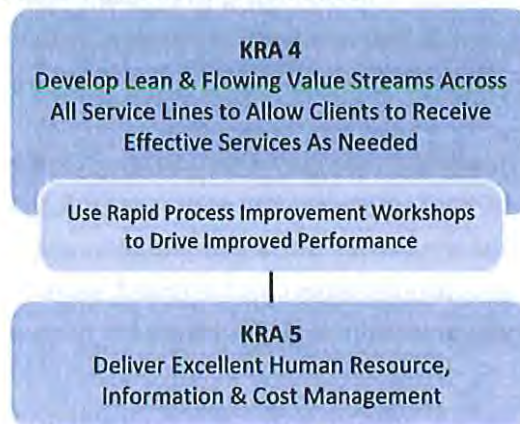 KRA 4
Develop Lean & Flowing Value Streams Across
All Service Lines to Allow Clients to Receive
Effective Services As Needed
Use Rapid Process Improvement Workshops
to Drive Improved Performance
KRA 5
Deliver Excellent Human Resource,
Information & Cost Management